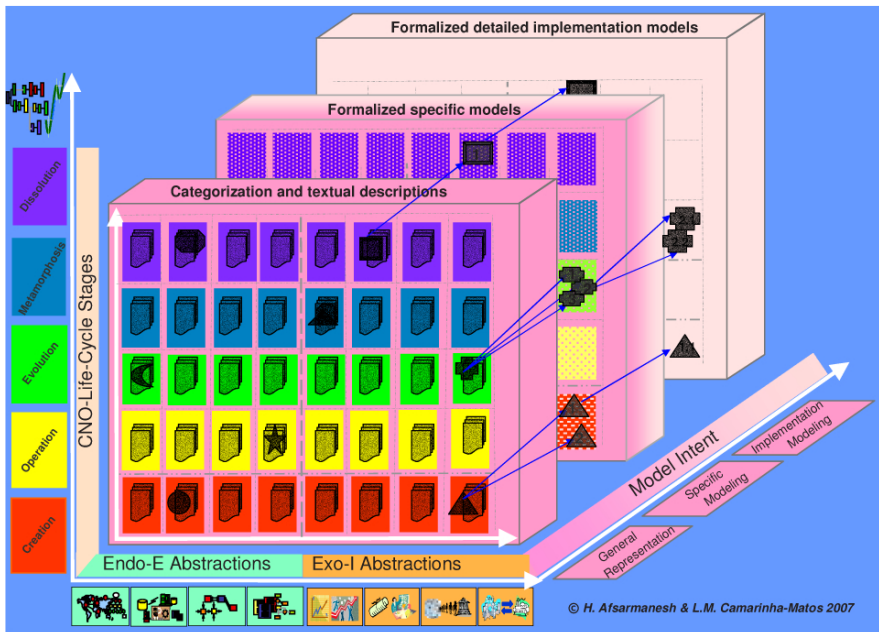 Formalized detailed implementation models
Formalized specific models
Categorization and textual descriptions
CNO-Life-Cycle Stages
Dissolution
Metamorphosis
Evolution
Operation
Creation
Endo-E Abstractions
Exo-I Abstractions
Model Intent
General
Representation
Specific
Modeling
Implementation
Modeling
© H. Afsarmanesh & L.M. Camarinha-Matos 2007